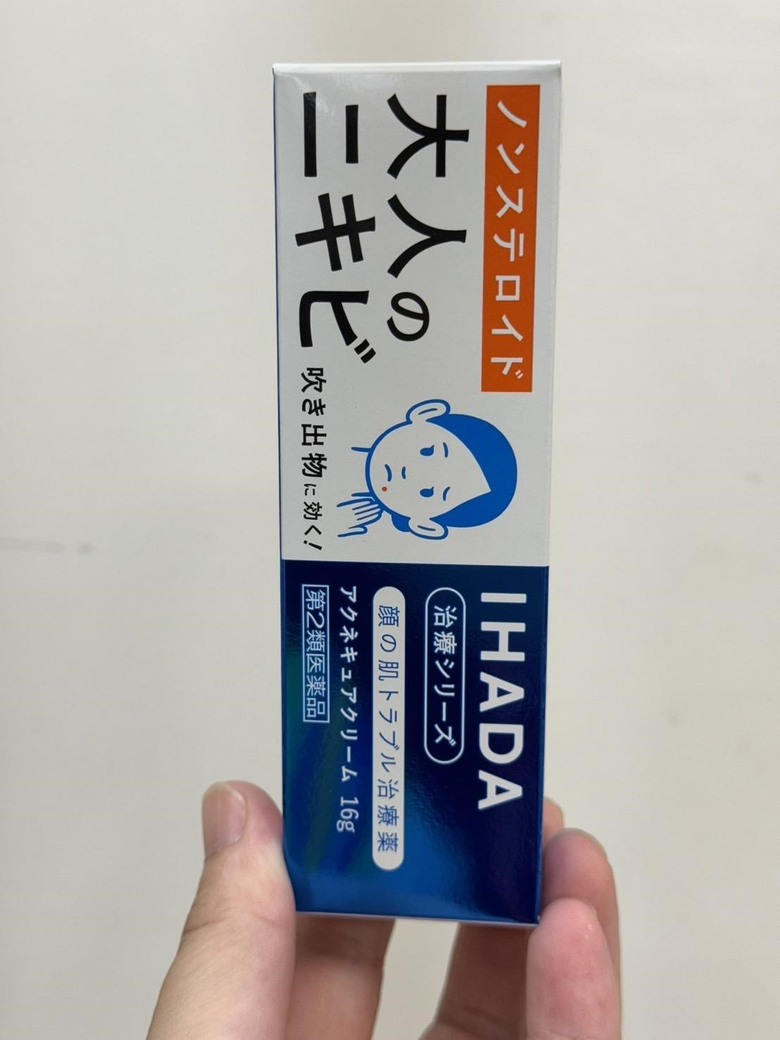 ノンステロイド
大人の
ニキビ
吹き出物に効く!
IHADA
治療シリーズ
顔の肌トラブル治療薬
アクネキュアクリーム 16g
第2類医薬品